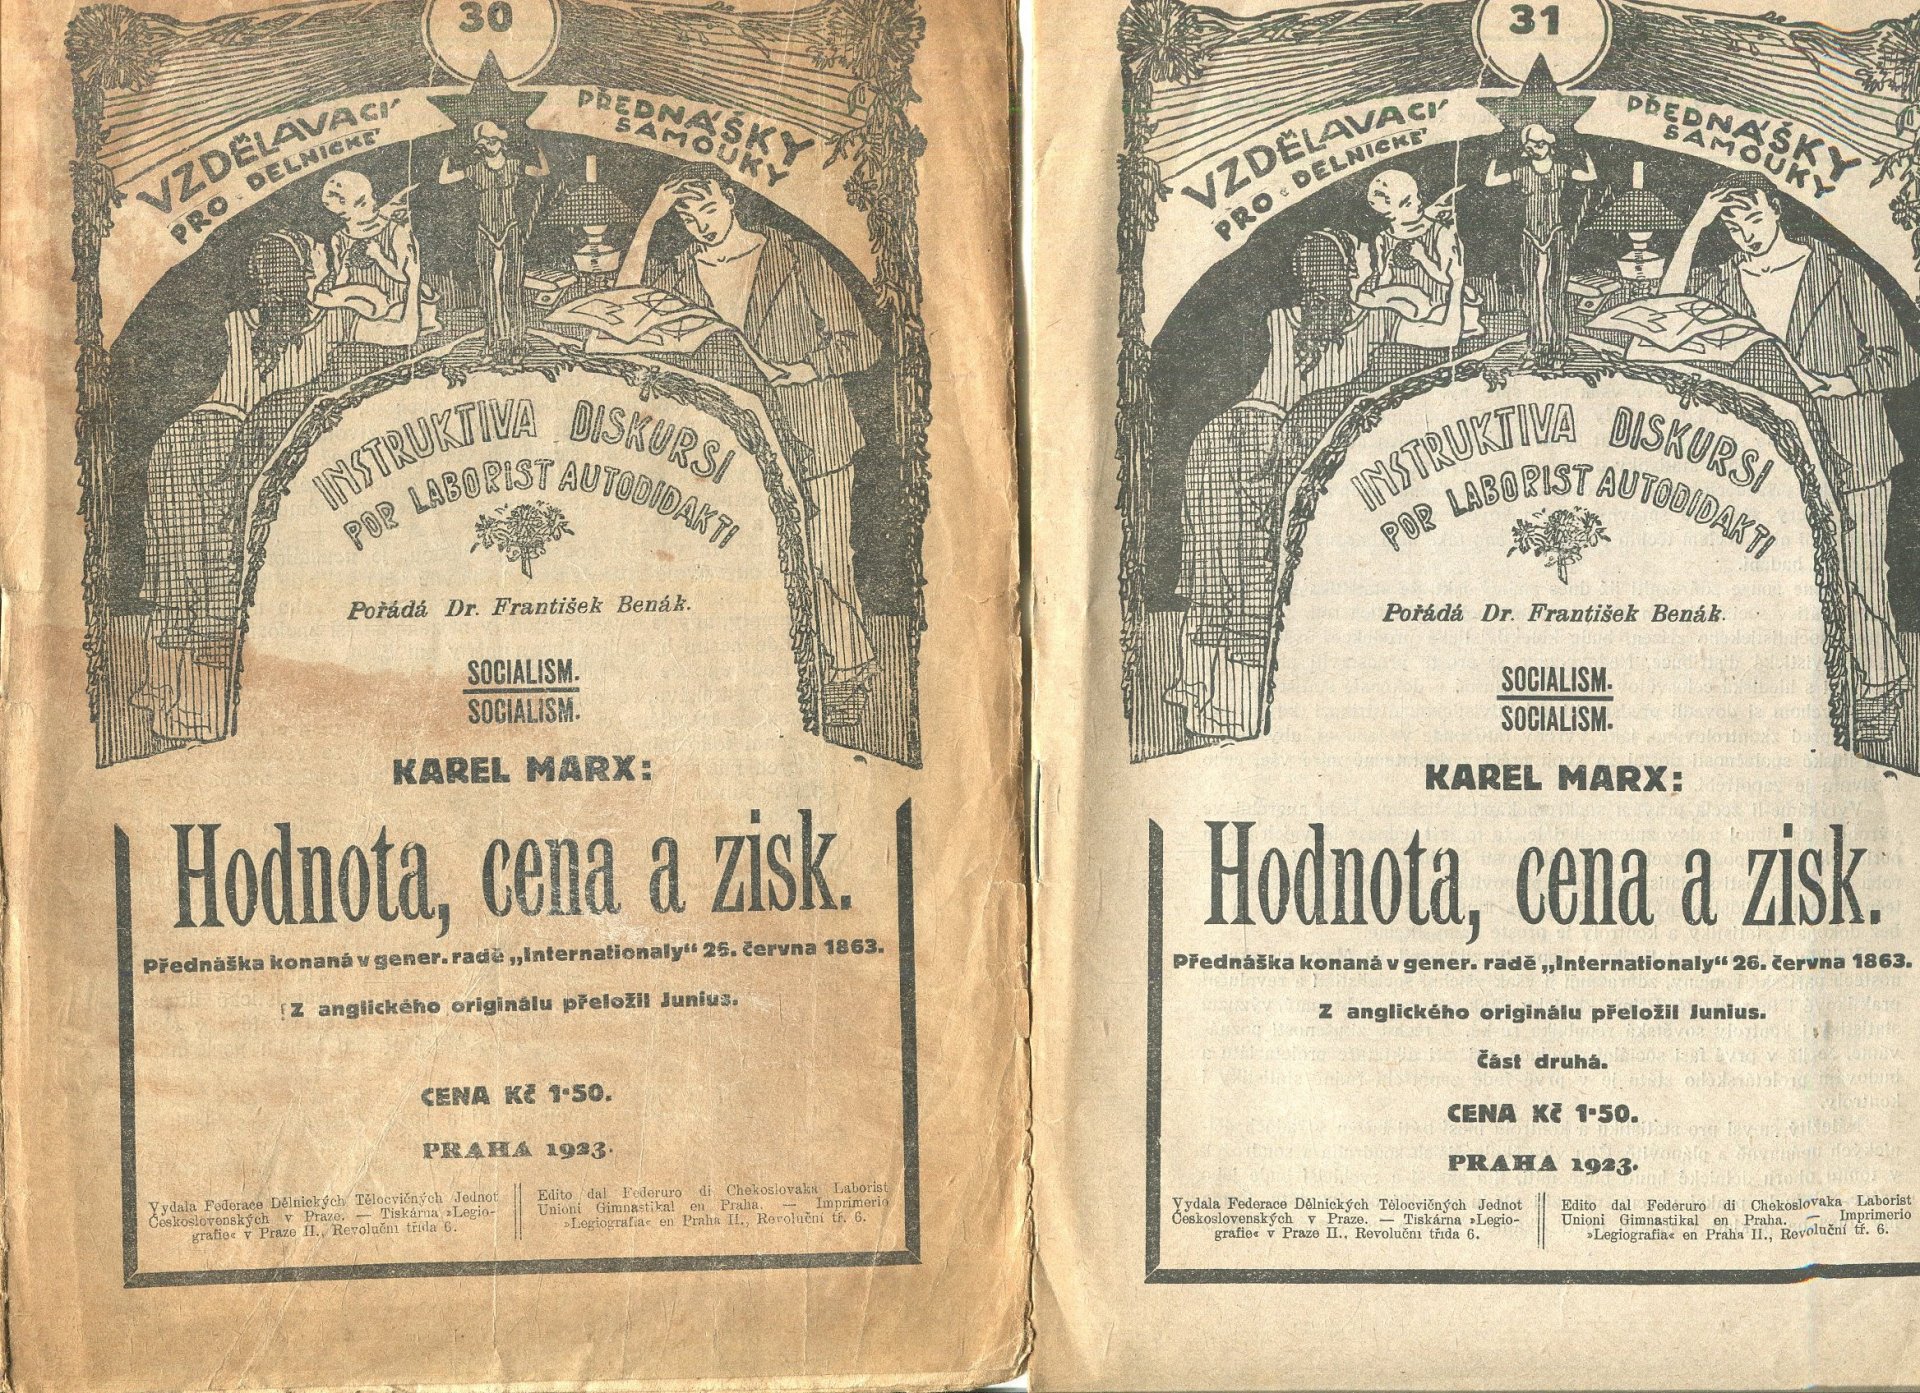 30
VZDĚLAVACÍ PŘEDNÁŠKY
PRO DELNICKÉ SAMOUKY
INSTRUKTIVA DISKURSI
POR LABORIST AUTODIDAKTI
Pořádá Dr. František Benák.
SOCIALISM.
SOCIALISM.
KAREL MARX:
Hodnota, cena a zisk.
Přednáška konaná v gener. radě „Internationaly“ 26. června 1863.
Z anglického originálu přeložil Junius.
CENA Kč 1·50.
PRAHA 1923.
Vydala Federace Dělnických Tělocvičných Jednot
Československých v Praze. — Tiskárna »Legio-
grafie« v Praze II., Revoluční třída 6.
Edito dal Federuro di Chekoslovaka Laborist
Unioni Gimnastikal en Praha. — Imprimerio
»Legiografia« en Praha II., Revoluční tř. 6.
31
VZDĚLAVACÍ PŘEDNÁŠKY
PRO DELNICKÉ SAMOUKY
INSTRUKTIVA DISKURSI
POR LABORIST AUTODIDAKTI
Pořádá Dr. František Benák.
SOCIALISM.
SOCIALISM.
KAREL MARX:
Hodnota, cena a zisk.
Přednáška konaná v gener. radě „Internationaly“ 26. června 1863.
Z anglického originálu přeložil Junius.
Část druhá.
CENA Kč 1·50.
PRAHA 1923.
Vydala Federace Dělnických Tělocvičných Jednot
Československých v Praze. — Tiskárna »Legio-
grafie« v Praze II., Revoluční třída 6.
Edito dal Federuro di Chekoslovaka Laborist
Unioni Gimnastikal en Praha. — Imprimerio
»Legiografia« en Praha II., Revoluční tř. 6.